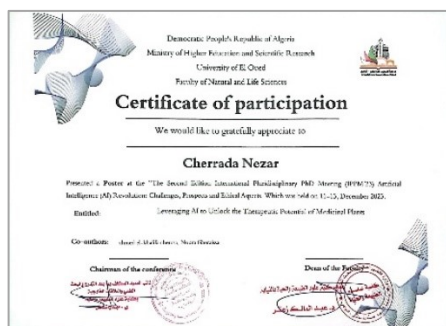 Democratic People's Republic of Algeria
Ministry of Higher Education and Scientific Research
University of El Oued
Faculty of Natural and Life Sciences
Certificate of participation
We would like to gratefully appreciate to
Cherrada Nezar
Presented a Poster at the "The Second Edition International Pluridisciplinary PhD Meeting (IPPM'23) Artificial
Intelligence (AI) Revolution: Challenges, Prospects and Ethical Aspects. Which was held on December 2023.
Entitled: Leveraging AI to Unlock the Therapeutic Potential of Medicinal Plants
Co-authors:
Chairman of the conference
Dean of the Faculty